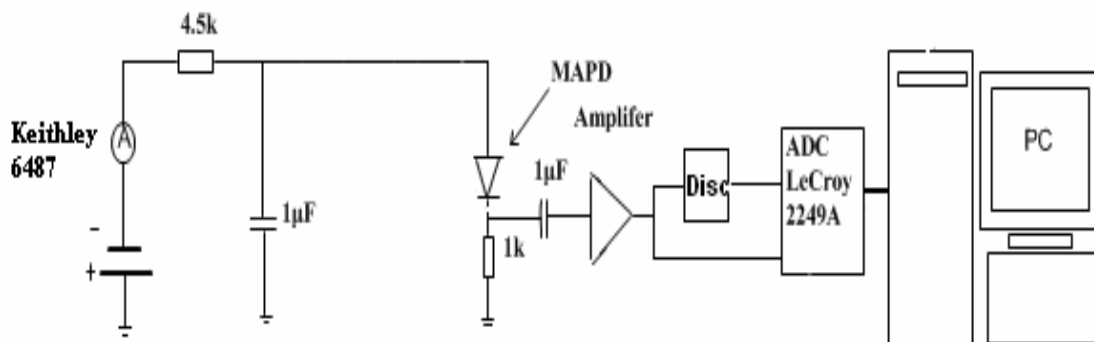 4.5k
MAPD
Amplifer
Keithley
6487
A
1µF
1µF
1k
Disc
ADC
LeCroy
2249A
PC
-
+